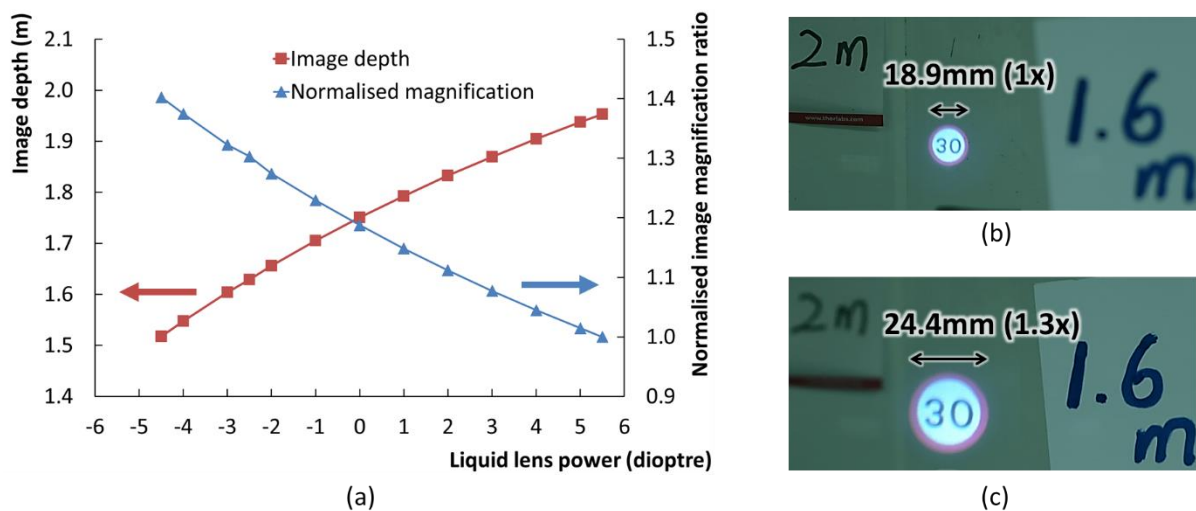 Image depth (m)
2.1
2.0
1.9
1.8
1.7
1.6
1.5
1.4
Image depth
Normalised magnification
1.5
1.4
1.3
1.2
1.1
1.0
0.9
Normalised image magnification ratio
-6 -5 -4 -3 -2 -1 0 1 2 3 4 5 6
Liquid lens power (dioptre)
(a)
2m
18.9mm (1x)
www.thorlabs.com
30
1.6
m
(b)
2m
24.4mm (1.3x)
30
1.6
m
(c)